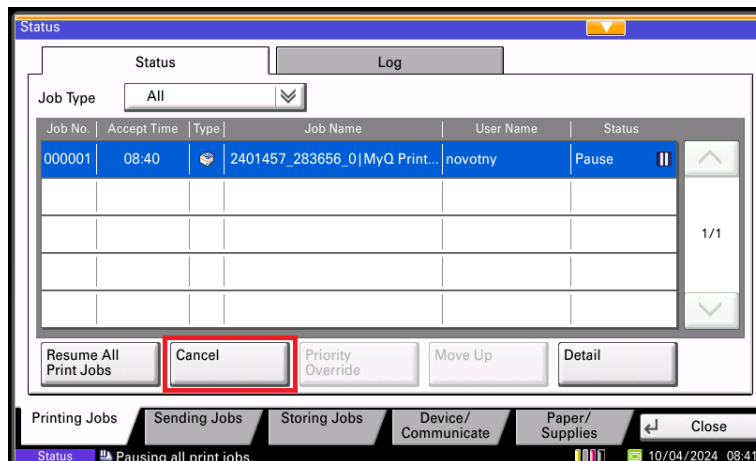 Status
Status Log
Job Type All
Job No. Accept Time Type Job Name User Name Status
000001 08:40 2401457_283656_0|MyQ Print... novotny Pause
1/1
Resume All Print Jobs
Cancel
Priority Override
Move Up
Detail
Printing Jobs Sending Jobs Storing Jobs Device/ Communicate Paper/ Supplies Close
Status Pausing all print jobs. 10/04/2024